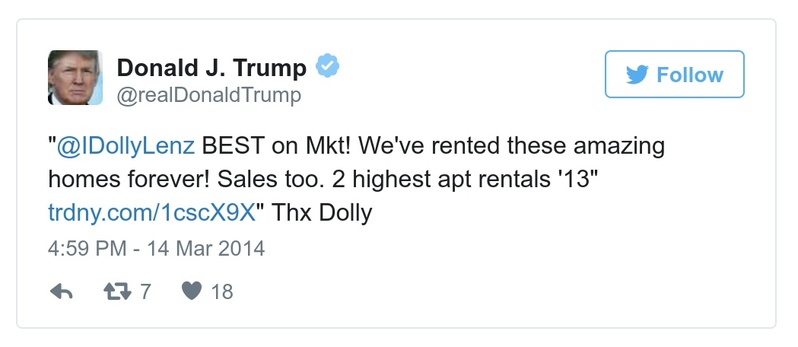 Donald J. Trump
@realDonaldTrump
Follow
"@IDollyLenz BEST on Mkt! We've rented these amazing
homes forever! Sales too. 2 highest apt rentals '13"
trdny.com/1cscX9X" Thx Dolly
4:59 PM - 14 Mar 2014
7 18